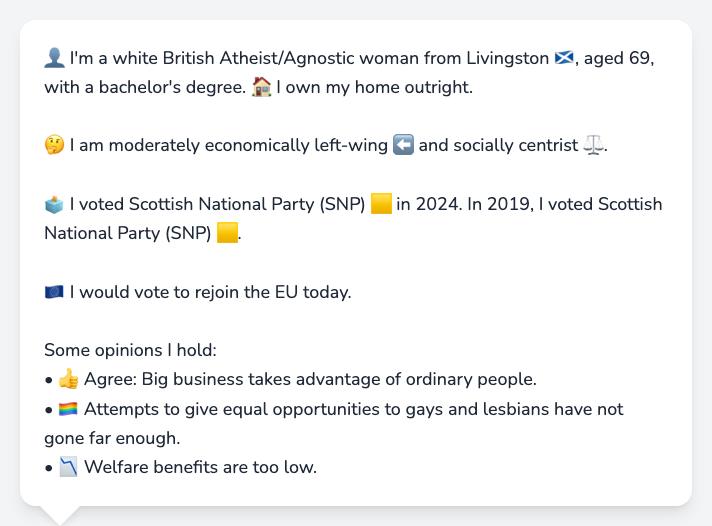 👤 I'm a white British Atheist/Agnostic woman from Livingston 🏴󠁧󠁢󠁳󠁣󠁴󠁿, aged 69,
with a bachelor's degree. 🏠 I own my home outright.
🤔 I am moderately economically left-wing ⬅️ and socially centrist ⚖️.
🗳️ I voted Scottish National Party (SNP) 🟨 in 2024. In 2019, I voted Scottish
National Party (SNP) 🟨.
🇪🇺 I would vote to rejoin the EU today.
Some opinions I hold:
• 👍 Agree: Big business takes advantage of ordinary people.
• 🏳️‍🌈 Attempts to give equal opportunities to gays and lesbians have not
gone far enough.
• 📉 Welfare benefits are too low.